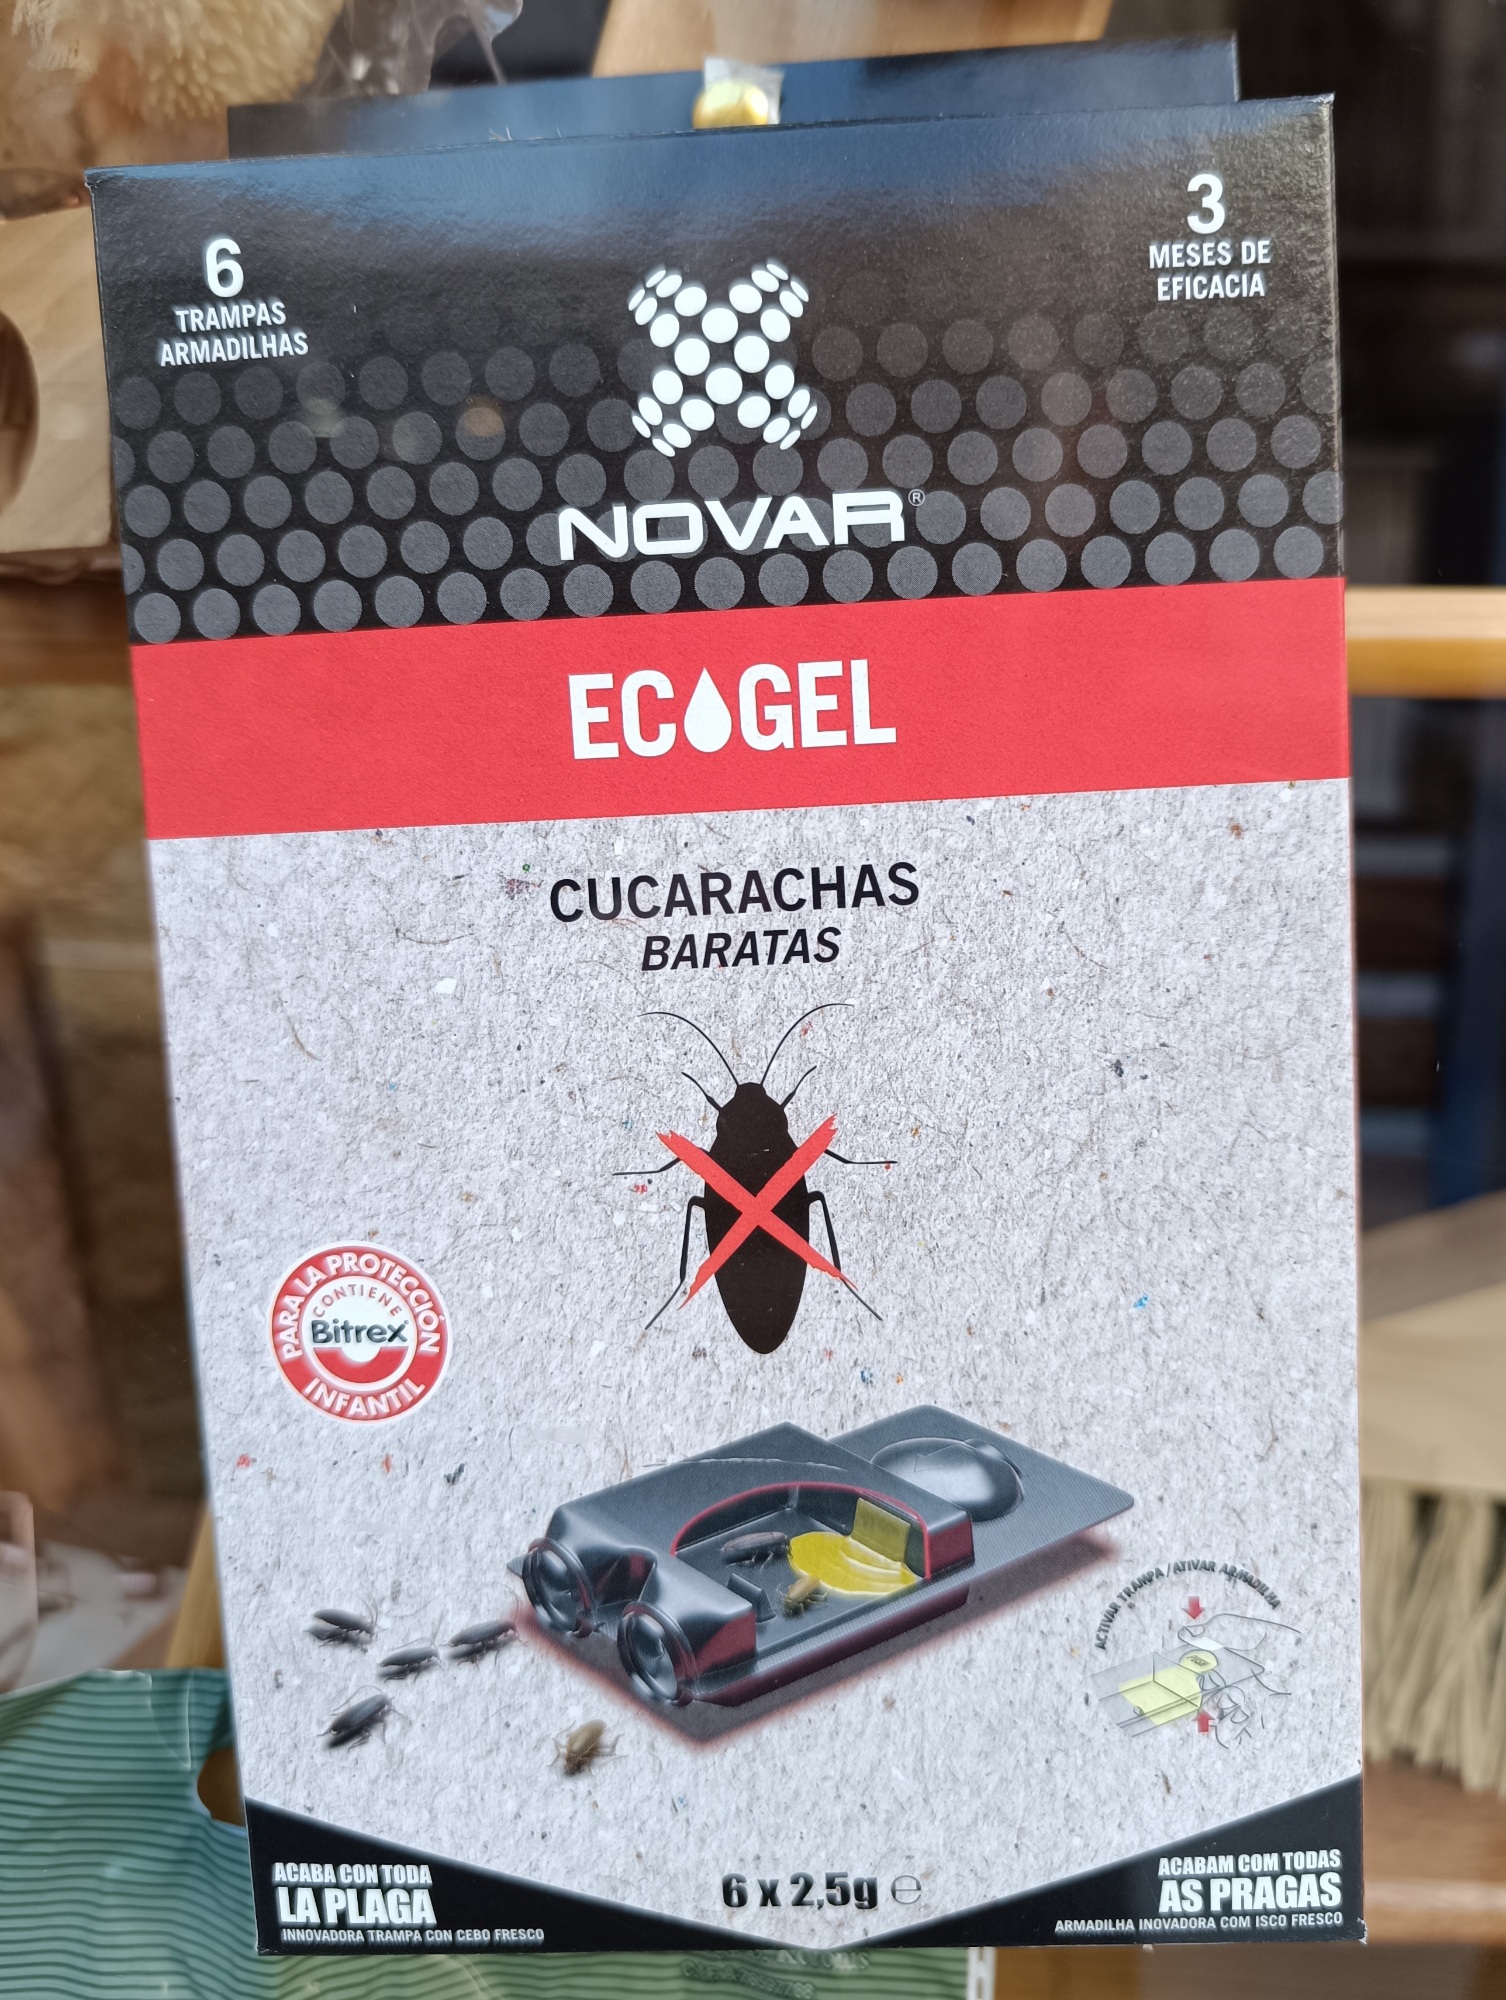 6
TRAMPAS
ARMADILHAS
3
MESES DE
EFICACIA
NOVAR®
ECOGEL
CUCARACHAS
BARATAS
PARA LA PROTECCIÓN
CONTIENE
Bitrex
INFANTIL
ACTIVAR TRAMPA / ATIVAR ARMADILHA
ACABA CON TODA
LA PLAGA
INNOVADORA TRAMPA CON CEBO FRESCO
6 x 2,5g ℮
ACABAM COM TODAS
AS PRAGAS
ARMADILHA INOVADORA COM ISCO FRESCO